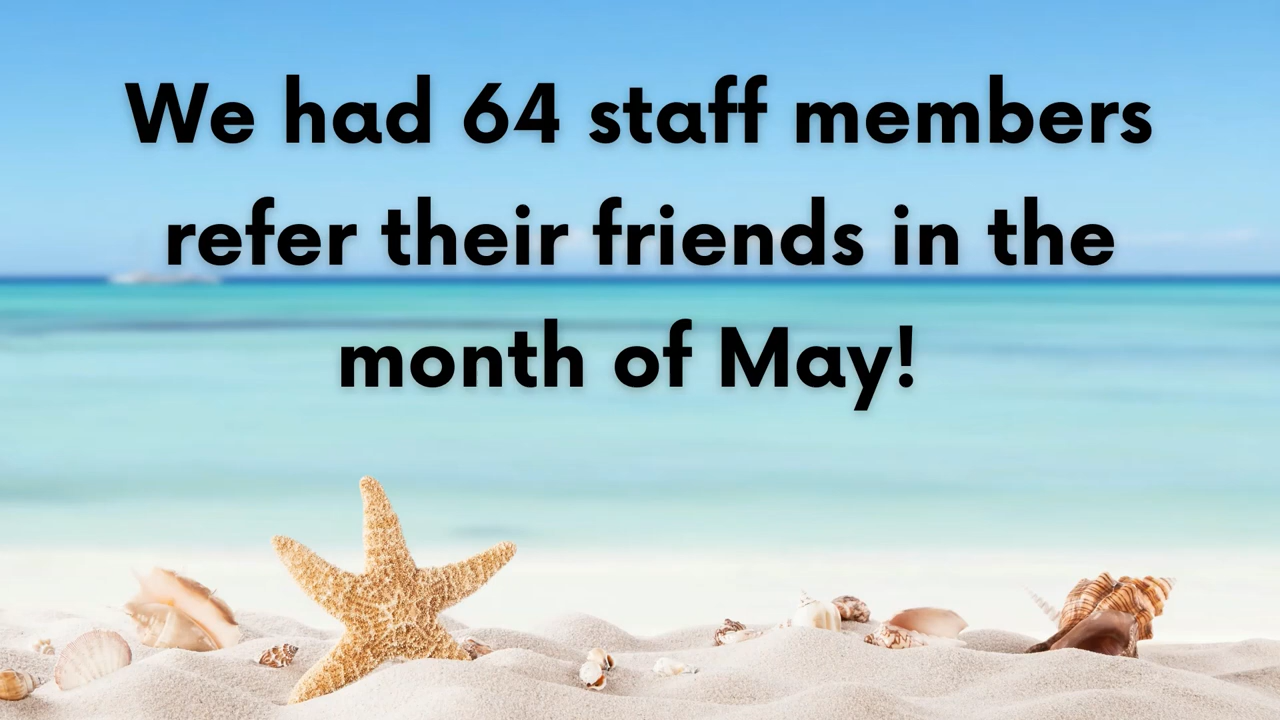 We had 64 staff members
refer their friends in the
month of May!